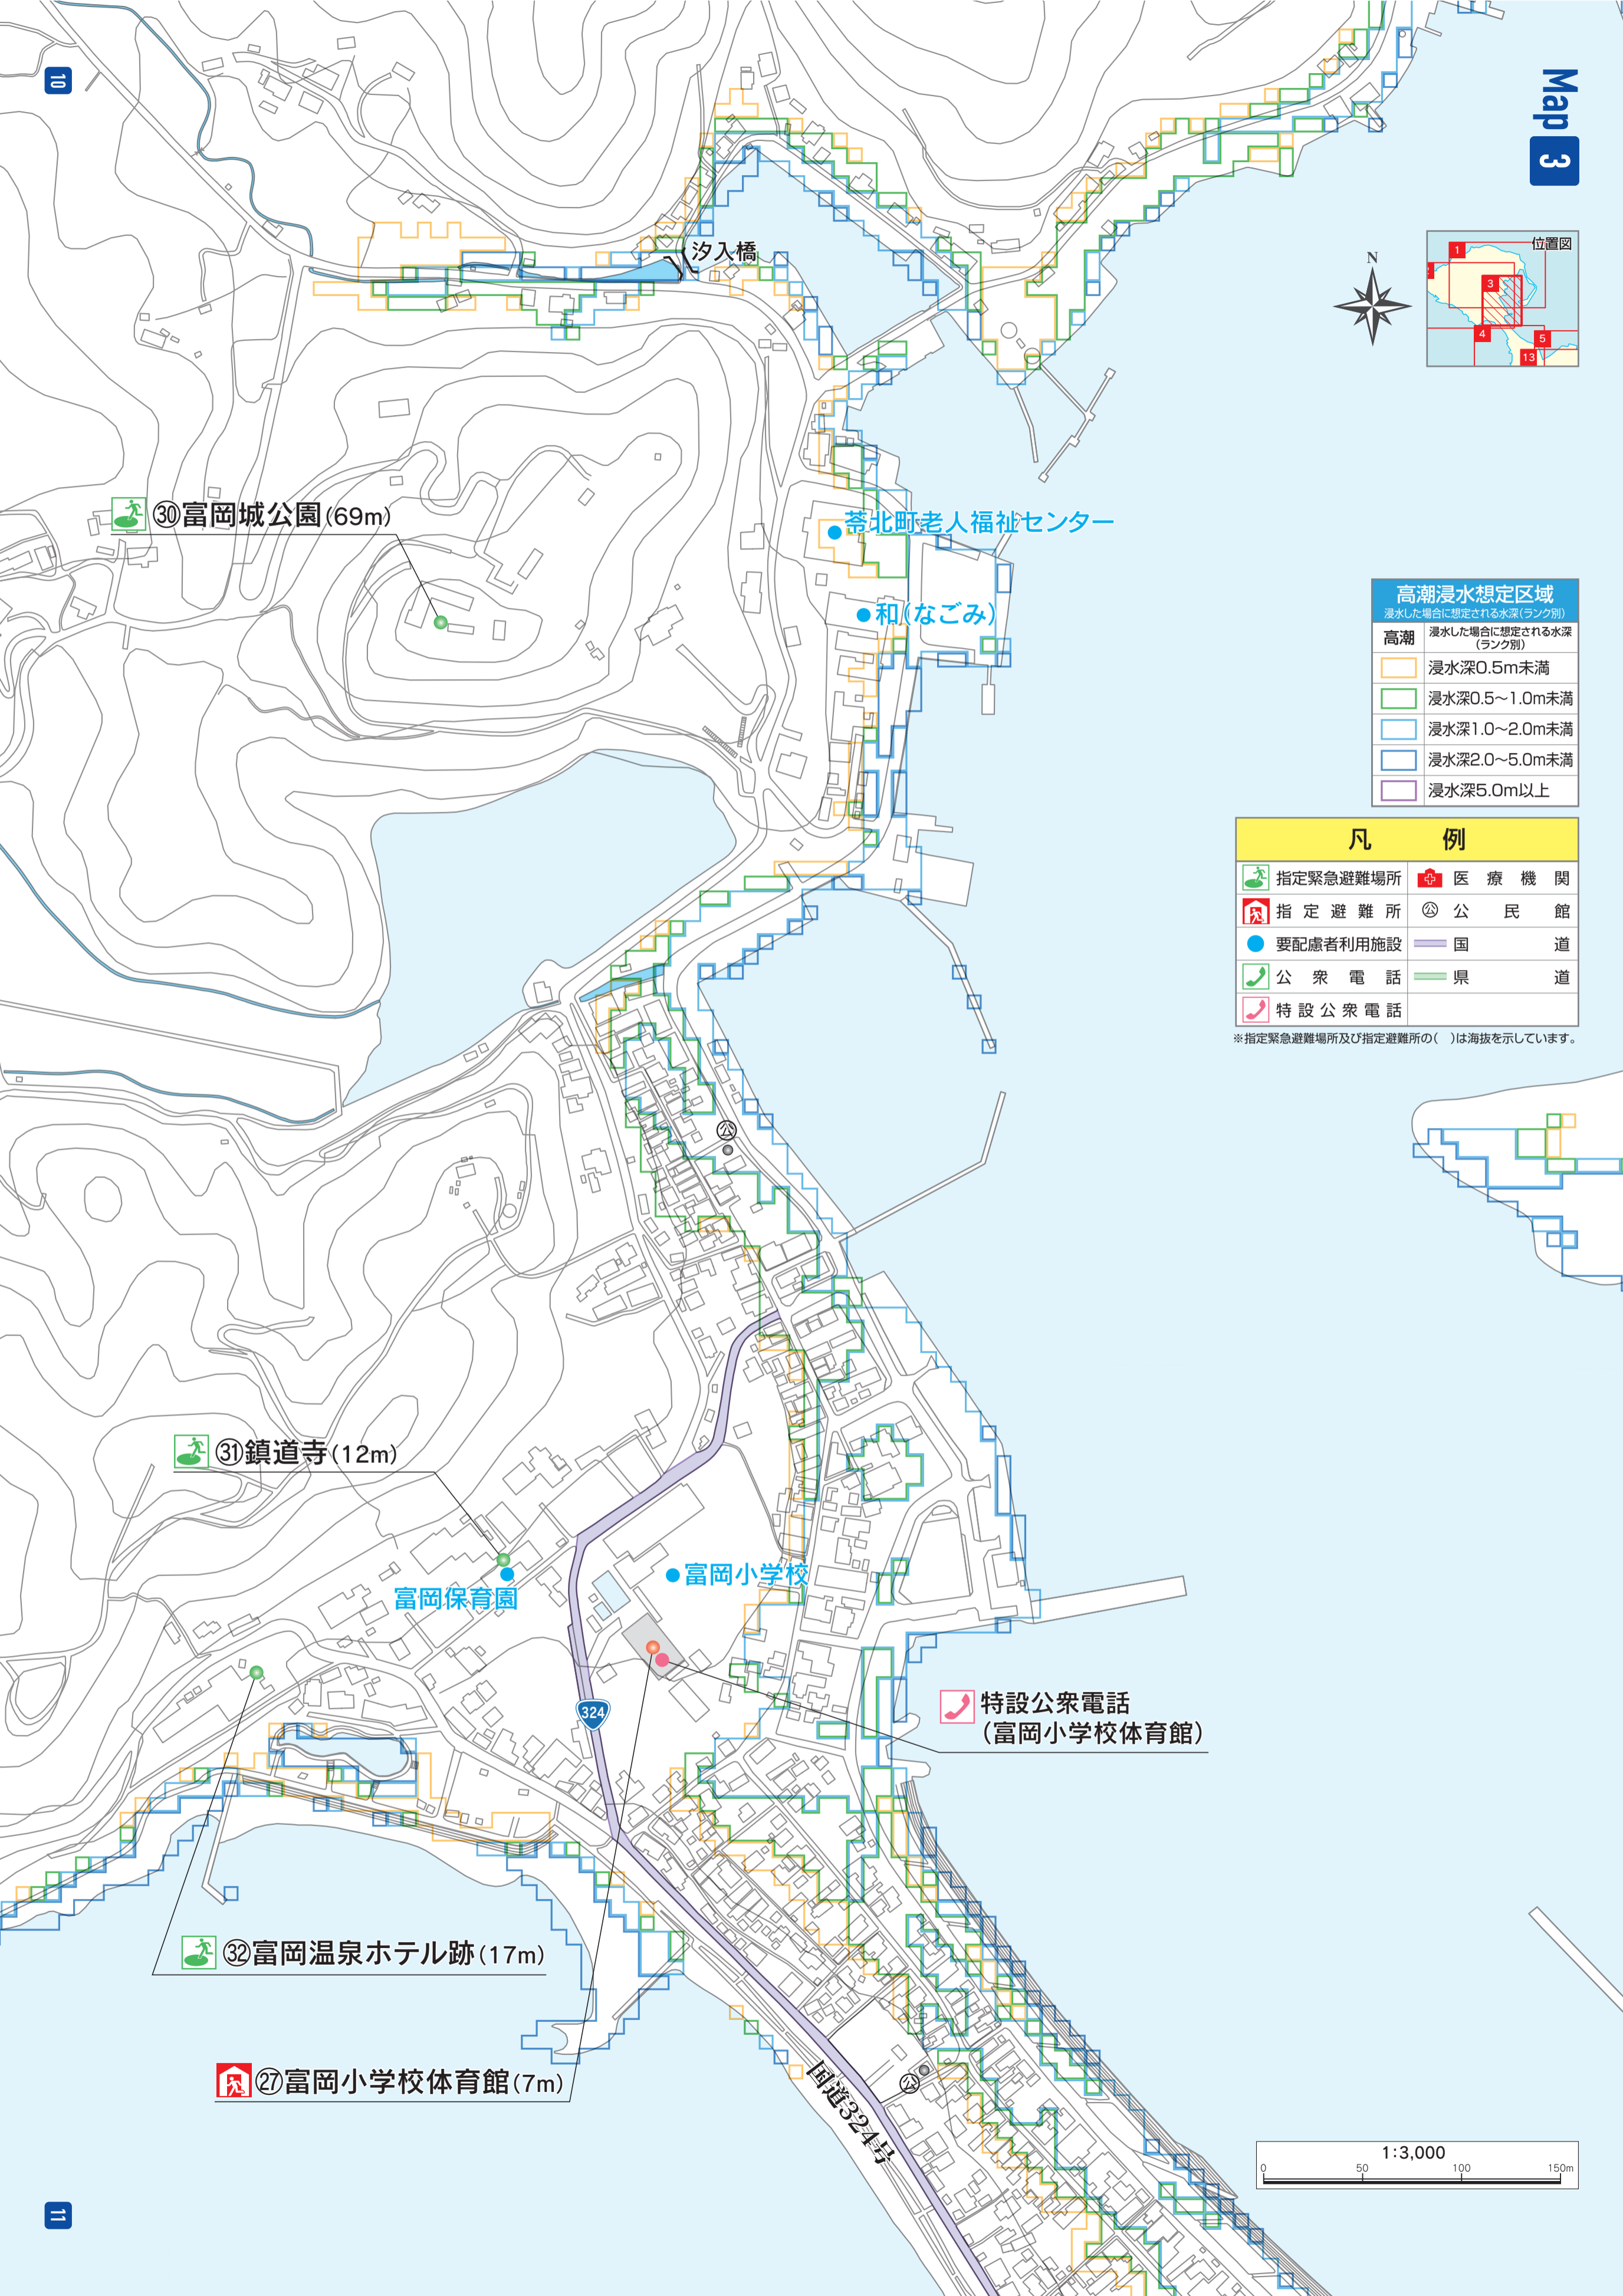 10
Map 3
汐入橋
N
位置図
1
3
4
5
13
㉚富岡城公園(69m)
苓北町老人福祉センター
和(なごみ)
高潮浸水想定区域
浸水した場合に想定される水深(ランク別)
高潮 浸水した場合に想定される水深
(ランク別)
浸水深0.5m未満
浸水深0.5〜1.0m未満
浸水深1.0〜2.0m未満
浸水深2.0〜5.0m未満
浸水深5.0m以上
凡 例
指定緊急避難場所 医療機関
指定避難所 公 公民館
要配慮者利用施設 国道
公衆電話 県道
特設公衆電話
※指定緊急避難場所及び指定避難所の( )は海抜を示しています。
公
㉛鎮道寺(12m)
富岡小学校
富岡保育園
324
特設公衆電話
(富岡小学校体育館)
㉜富岡温泉ホテル跡(17m)
㉗富岡小学校体育館(7m)
公
国道324号
1:3,000
0 50 100 150m
11